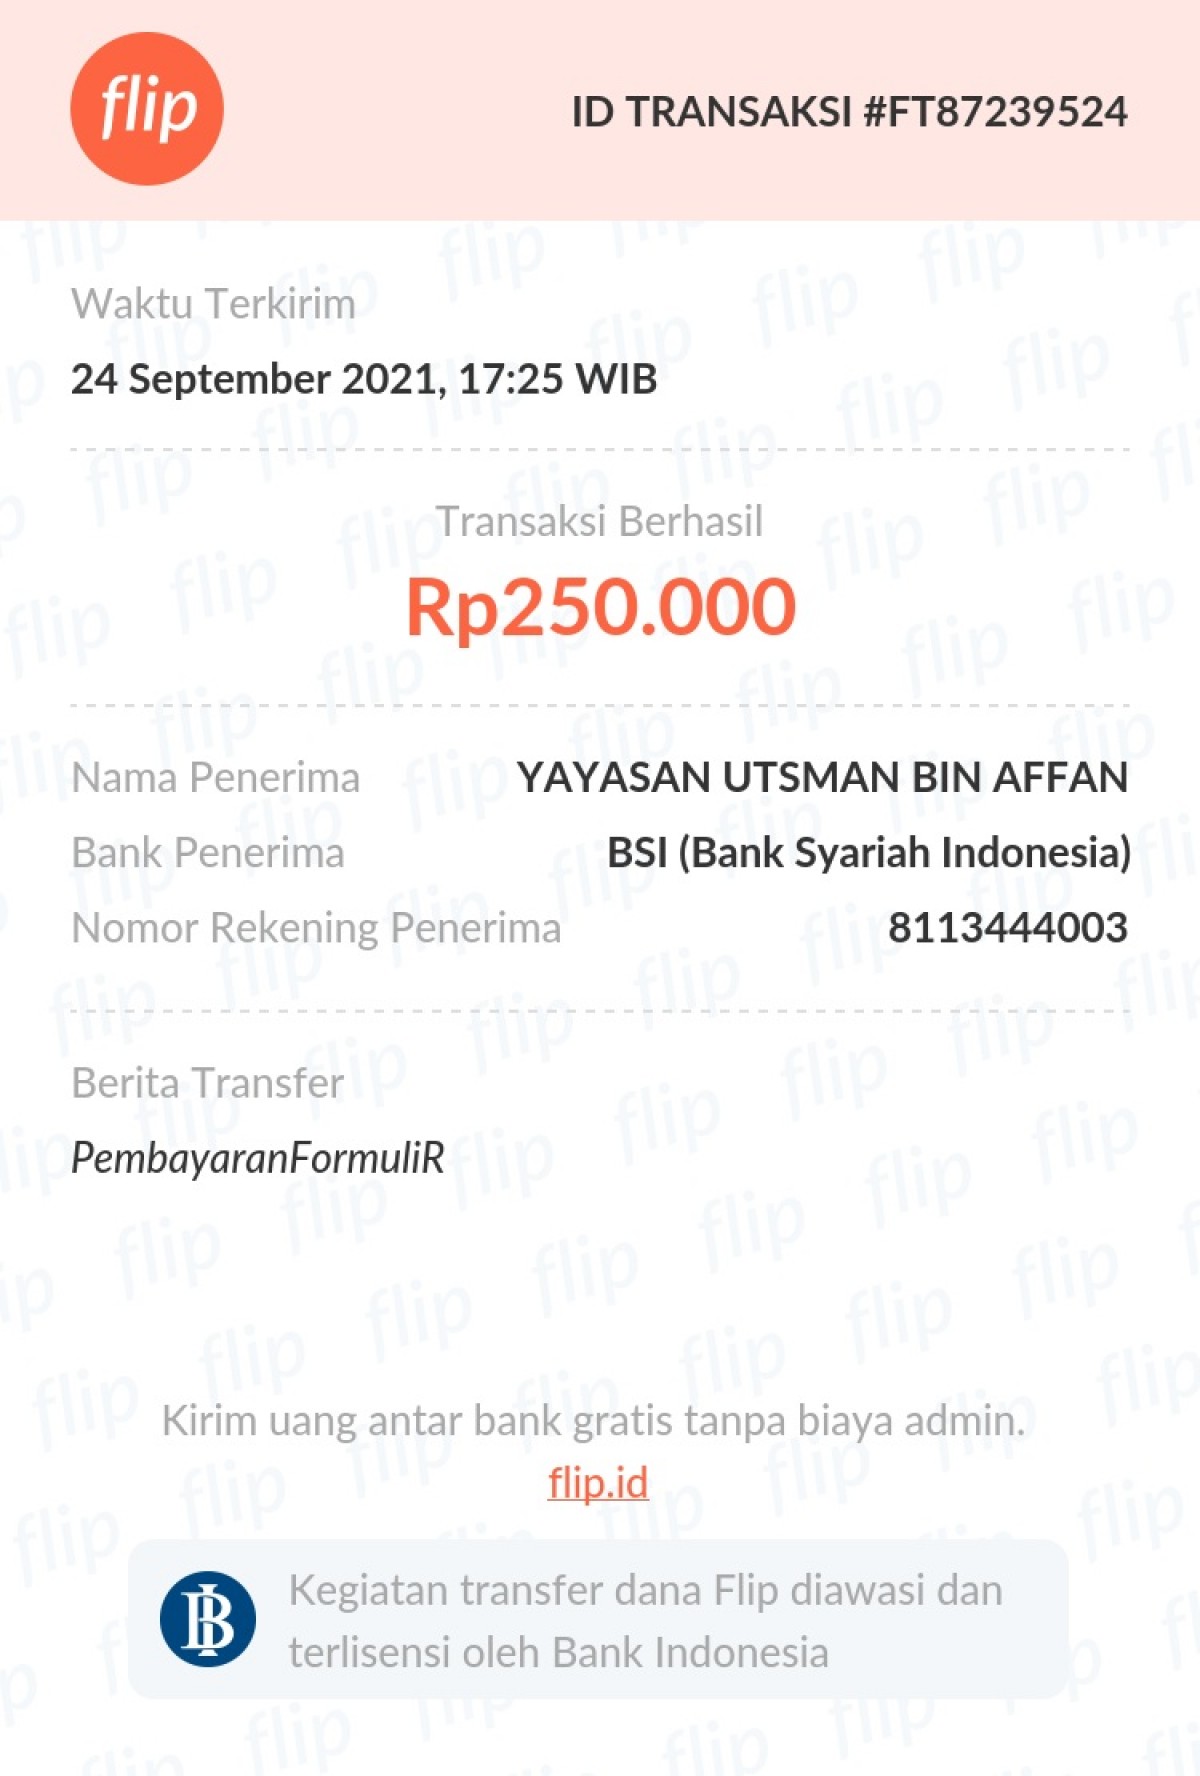 flip
ID TRANSAKSI #FT87239524
Waktu Terkirim
24 September 2021, 17:25 WIB
Transaksi Berhasil
Rp250.000
Nama Penerima YAYASAN UTSMAN BIN AFFAN
Bank Penerima BSI (Bank Syariah Indonesia)
Nomor Rekening Penerima 8113444003
Berita Transfer
PembayaranFormuliR
Kirim uang antar bank gratis tanpa biaya admin.
flip.id
Kegiatan transfer dana Flip diawasi dan
terlisensi oleh Bank Indonesia